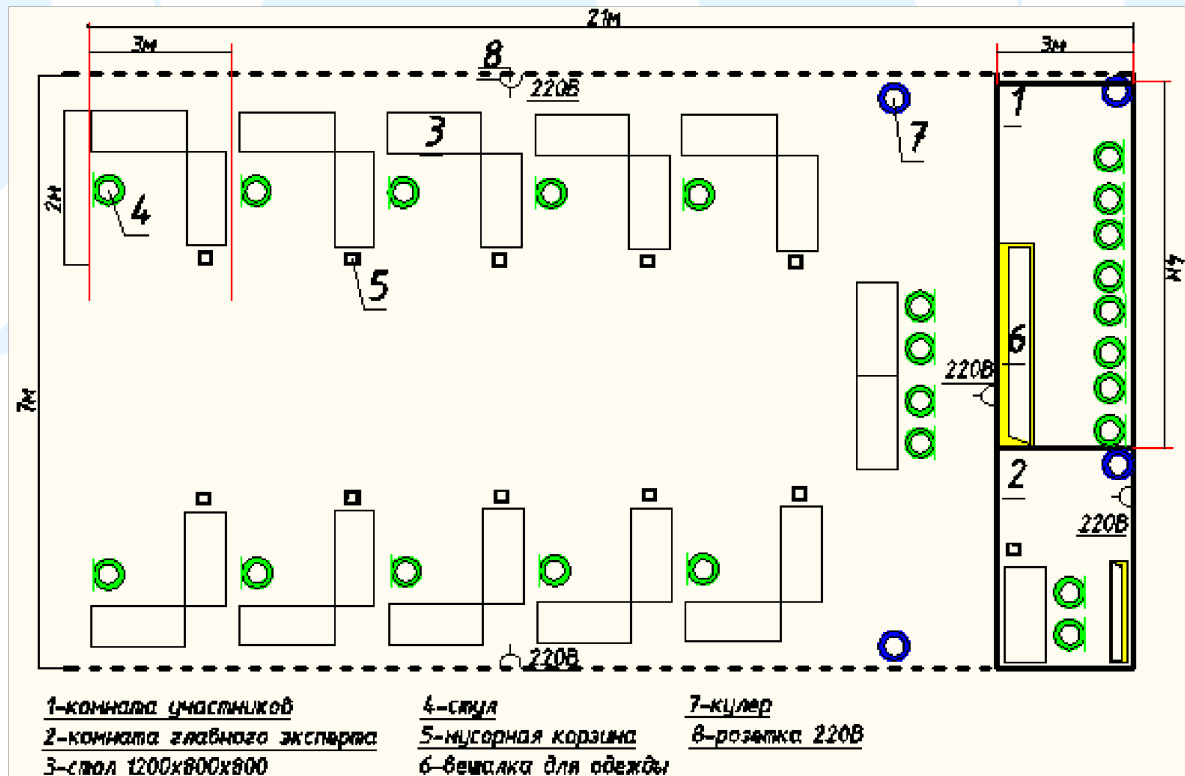 21м
3м
3м
8
220В
1
7
3
2м
4
5
4м
6
220В
7м
2
220В
220В
1-комната участников
2-комната главного эксперта
3-стол 1200х800х800
4-стул
5-мусорная корзина
6-вешалка для одежды
7-кулер
8-розетка 220В